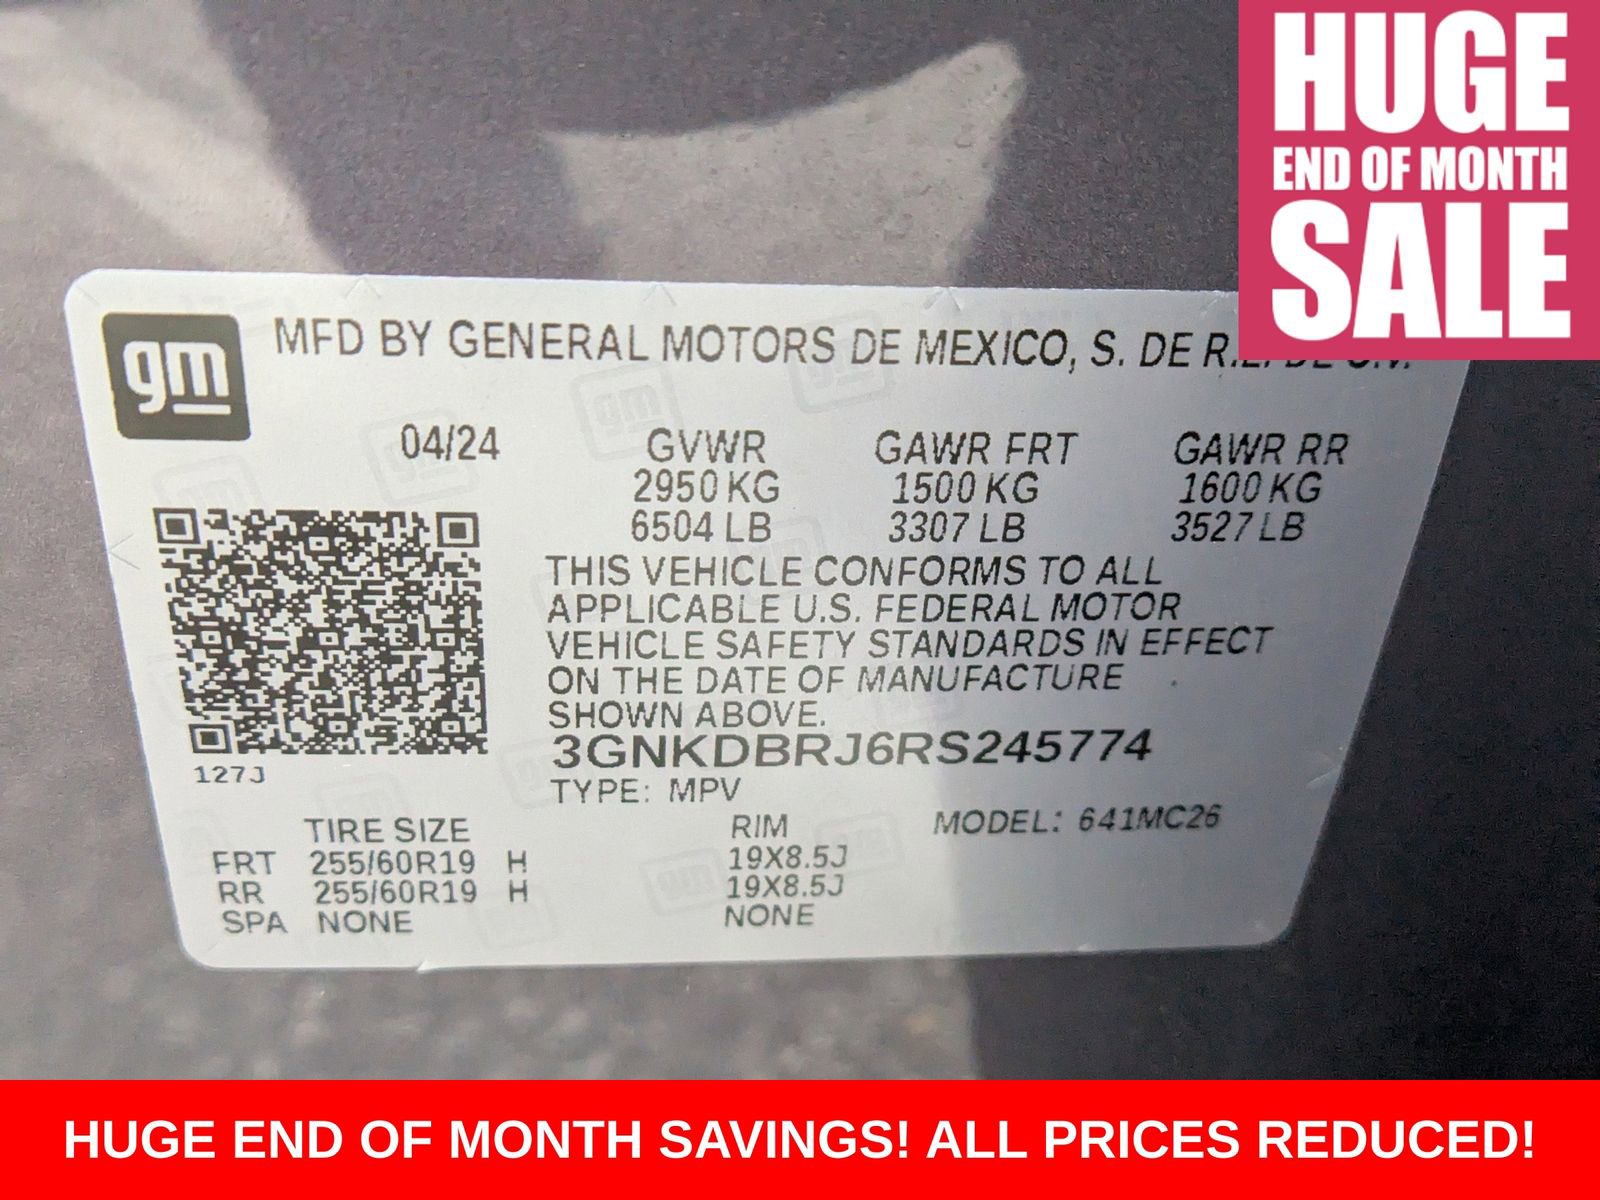 HUGE
END OF MONTH
SALE
gm
MFD BY GENERAL MOTORS DE MEXICO, S. DE R.L. DE C.V.
04/24
GVWR GAWR FRT GAWR RR
2950 KG 1500 KG 1600 KG
6504 LB 3307 LB 3527 LB
THIS VEHICLE CONFORMS TO ALL
APPLICABLE U.S. FEDERAL MOTOR
VEHICLE SAFETY STANDARDS IN EFFECT
ON THE DATE OF MANUFACTURE
SHOWN ABOVE.
3GNKDBRJ6RS245774
127J
TYPE: MPV
TIRE SIZE RIM MODEL: 641MC26
FRT 255/60R19 H 19X8.5J
RR 255/60R19 H 19X8.5J
SPA NONE NONE
HUGE END OF MONTH SAVINGS! ALL PRICES REDUCED!